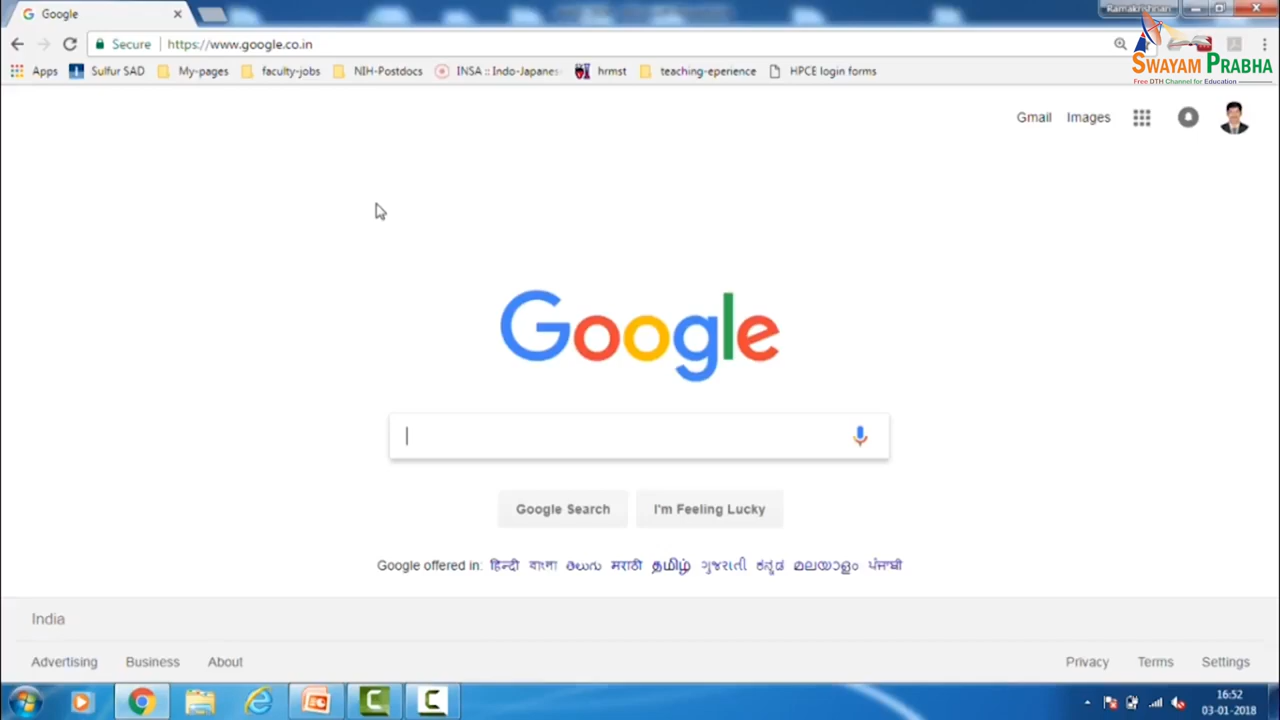 Google
Ramakrishnan
Secure
https://www.google.co.in
SWAYAM PRABHA
Free DTH Channel for Education
Apps
Sulfur SAD
My-pages
faculty-jobs
NIH-Postdocs
INSA :: Indo-Japanes
hrmst
teaching-eperience
HPCE login forms
Gmail
Images
Google
Google Search
I'm Feeling Lucky
Google offered in: हिन्दी বাংলা తెలుగు मराठी தமிழ் ગુજરાતી ಕನ್ನಡ മലയാളം ਪੰਜਾਬੀ
India
Advertising
Business
About
Privacy
Terms
Settings
16:52
03-01-2018